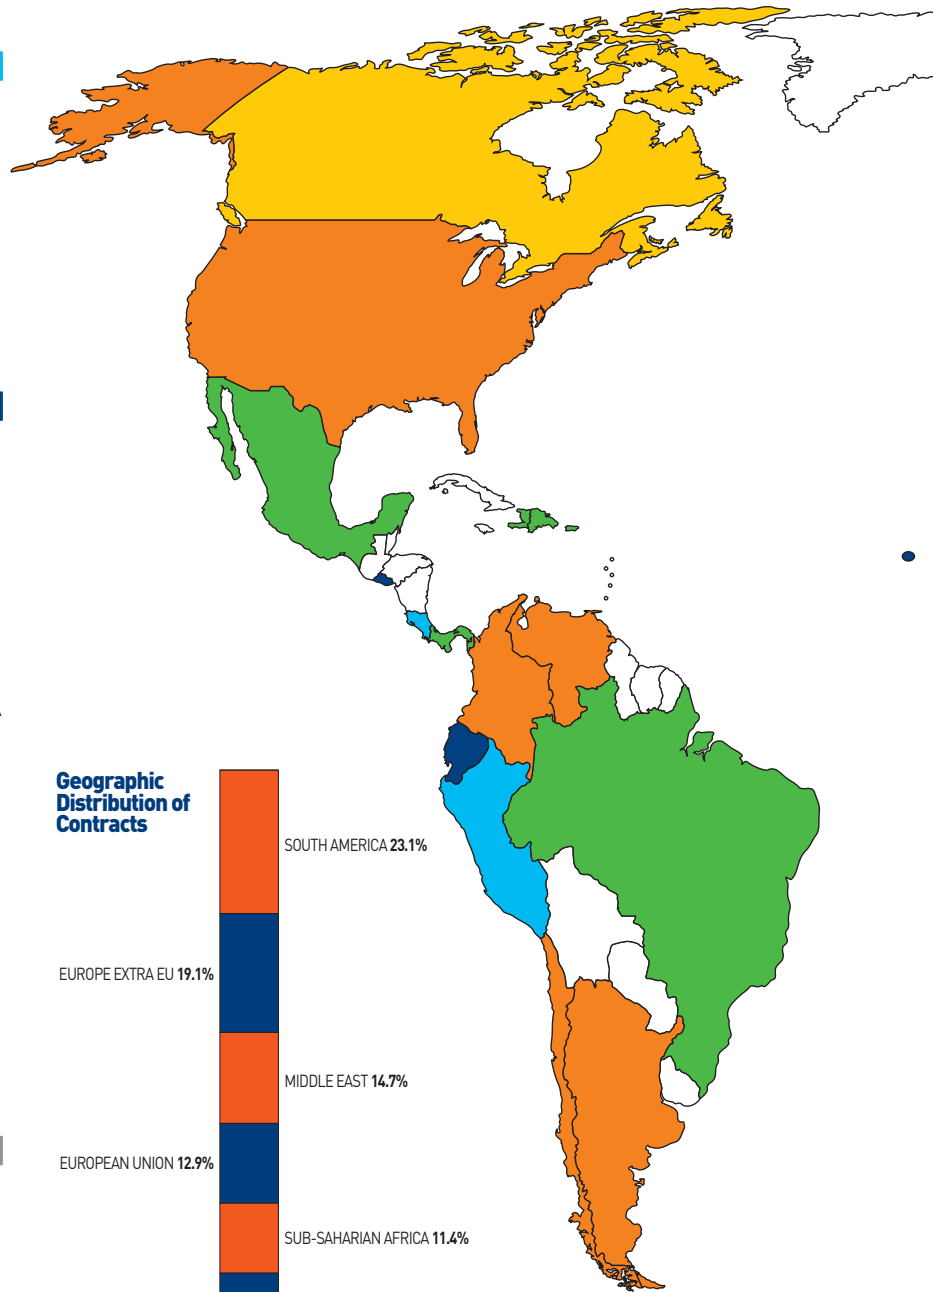 Geographic
Distribution of
Contracts
SOUTH AMERICA 23.1%
EUROPE EXTRA EU 19.1%
MIDDLE EAST 14.7%
EUROPEAN UNION 12.9%
SUB-SAHARIAN AFRICA 11.4%